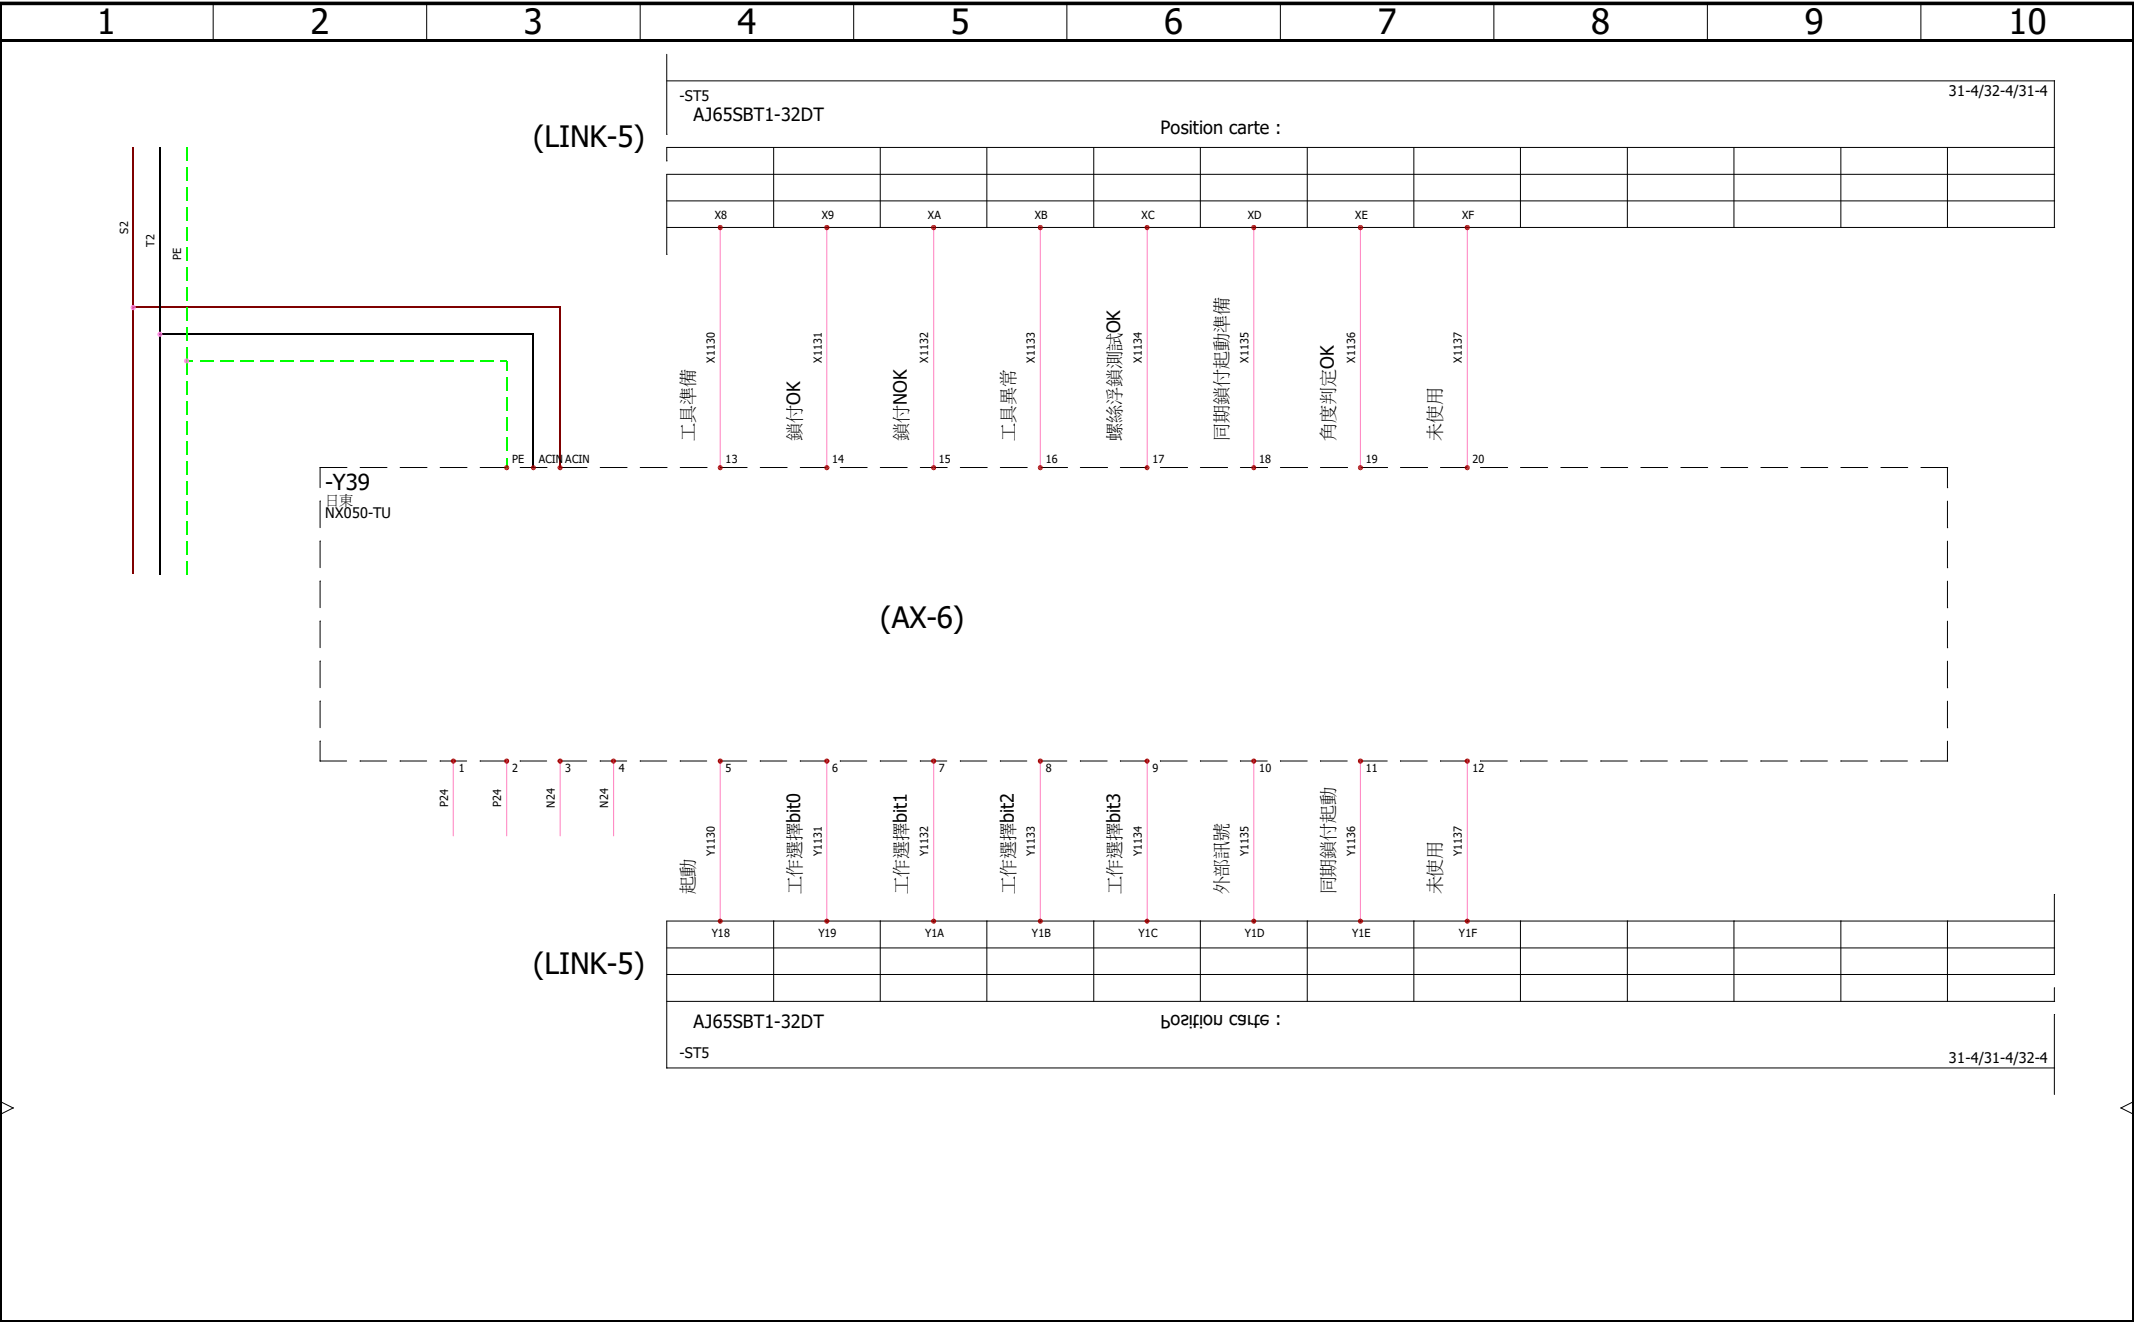 1 2 3 4 5 6 7 8 9 10
-ST5
AJ65SBT1-32DT
31-4/32-4/31-4
(LINK-5)
Position carte :
X8 X9 XA XB XC XD XE XF
S2
T2
PE
工具準備
X1130
鎖付OK
X1131
鎖付NOK
X1132
工具異常
X1133
螺絲浮鎖測試OK
X1134
同期鎖付起動準備
X1135
角度判定OK
X1136
未使用
X1137
PE ACIN ACIN 13 14 15 16 17 18 19 20
-Y39
日東
NX050-TU
(AX-6)
1 2 3 4 5 6 7 8 9 10 11 12
P24
P24
N24
N24
起動
Y1130
工作選擇bit0
Y1131
工作選擇bit1
Y1132
工作選擇bit2
Y1133
工作選擇bit3
Y1134
外部訊號
Y1135
同期鎖付起動
Y1136
未使用
Y1137
Y18 Y19 Y1A Y1B Y1C Y1D Y1E Y1F
(LINK-5)
AJ65SBT1-32DT
Position carte :
-ST5
31-4/31-4/32-4